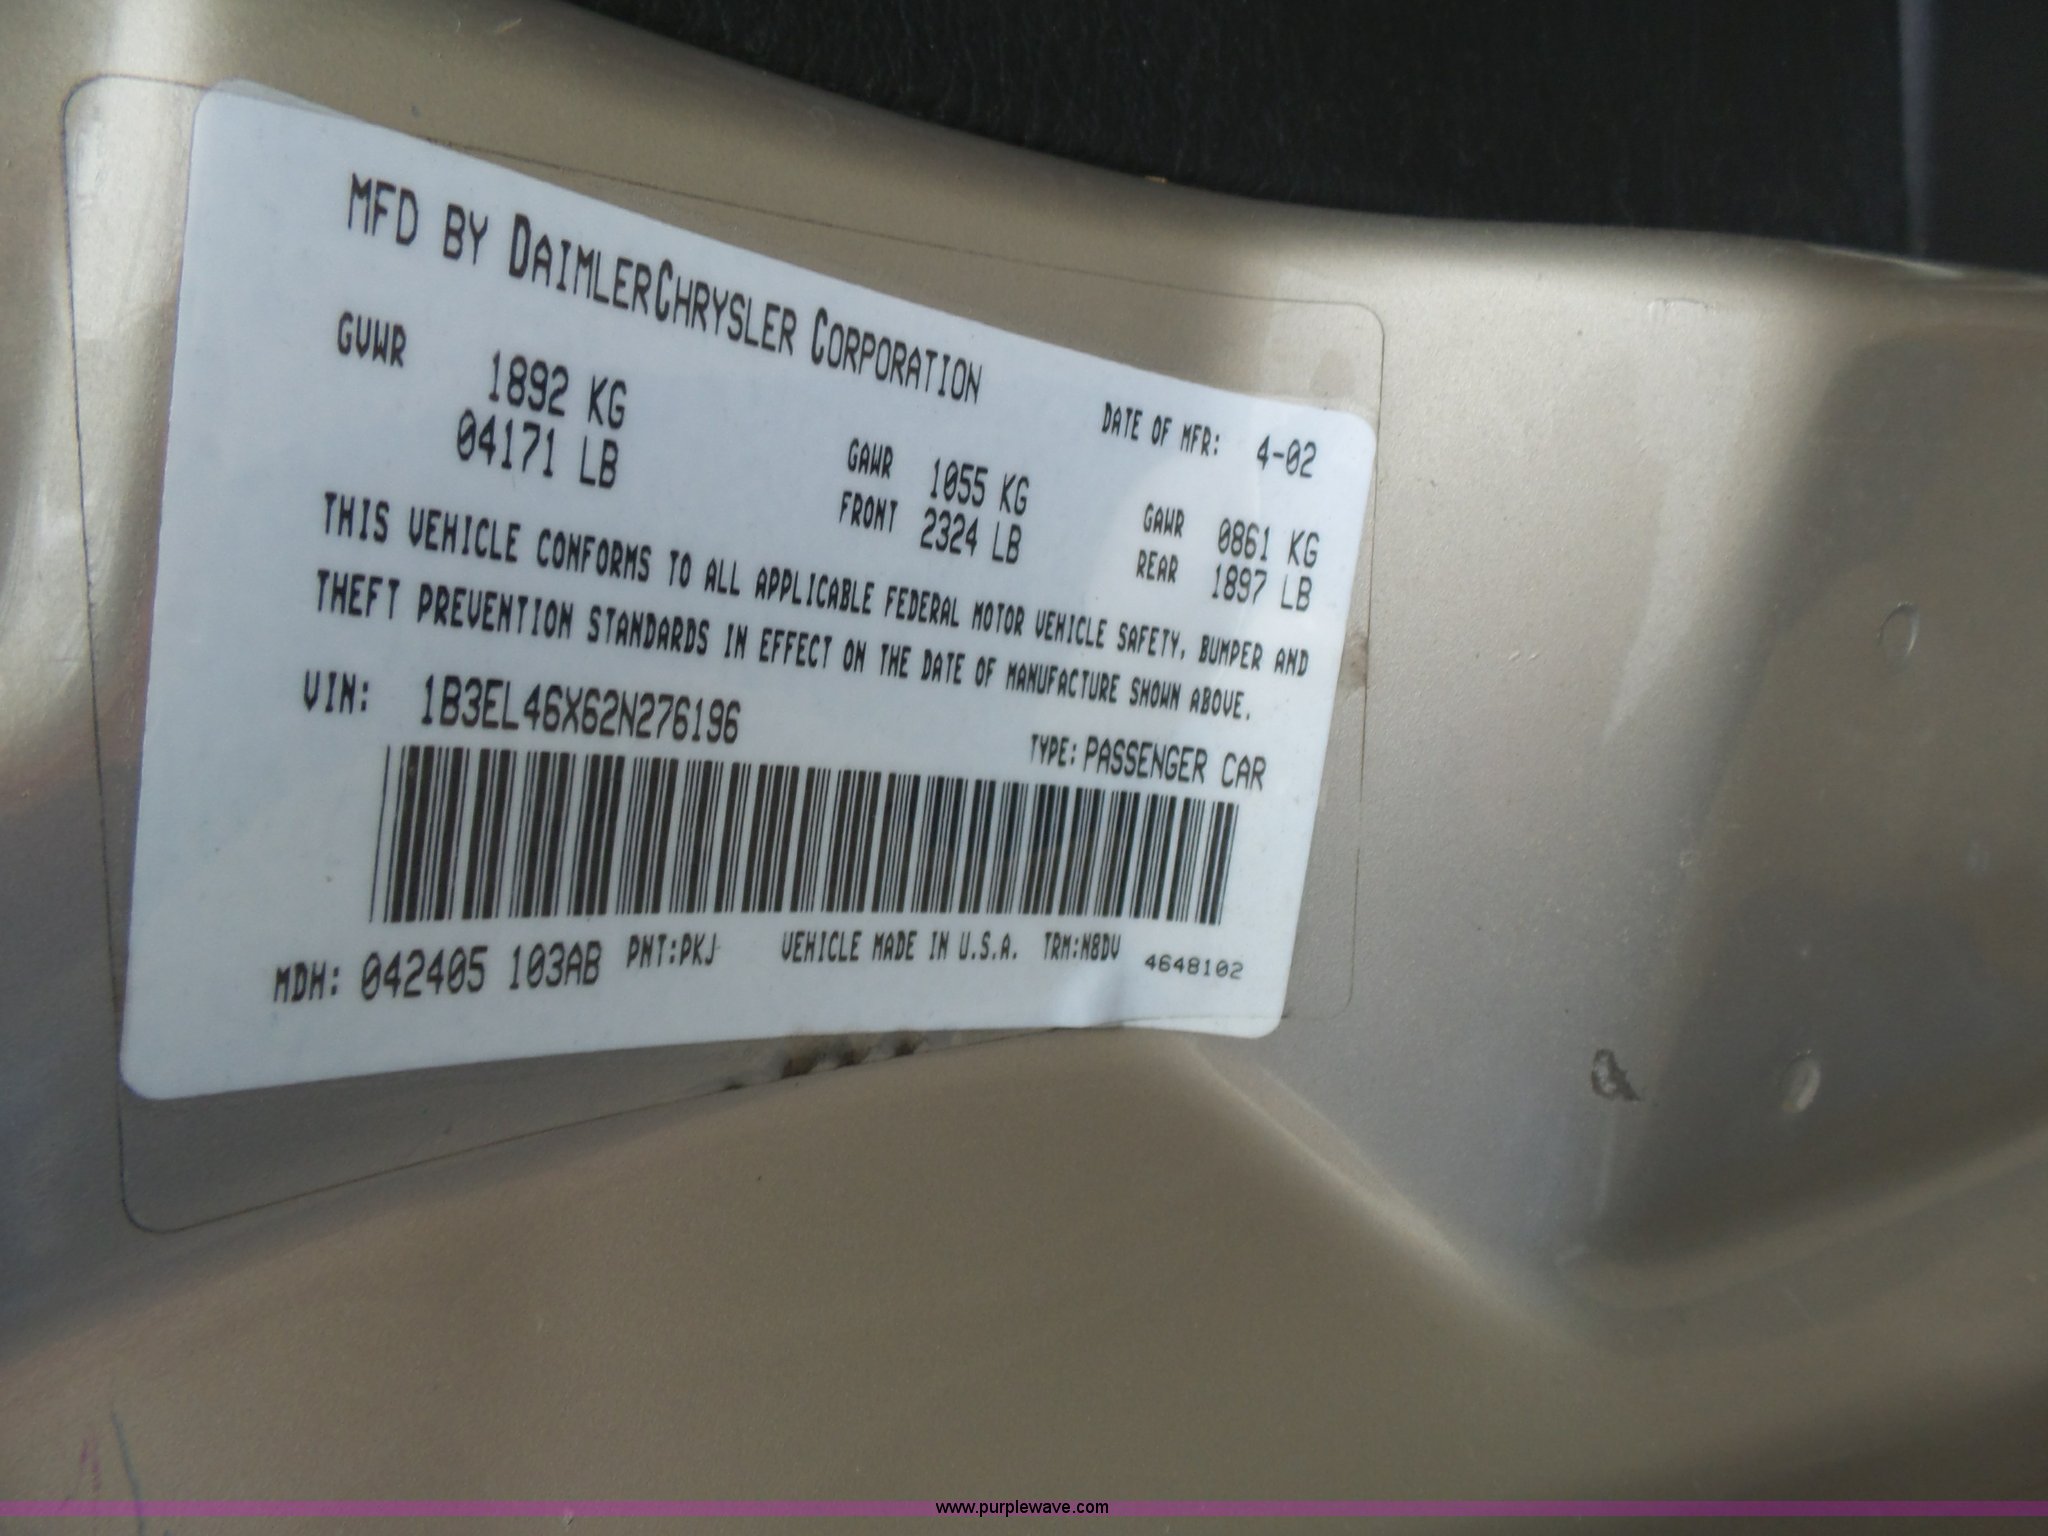 MFD BY DAIMLERCHRYSLER CORPORATION
DATE OF MFR: 4-02
GVWR 1892 KG
04171 LB
GAWR 1055 KG
FRONT 2324 LB
GAWR 0861 KG
REAR 1897 LB
THIS VEHICLE CONFORMS TO ALL APPLICABLE FEDERAL MOTOR VEHICLE SAFETY, BUMPER AND
THEFT PREVENTION STANDARDS IN EFFECT ON THE DATE OF MANUFACTURE SHOWN ABOVE.
VIN: 1B3EL46X62N276196
TYPE: PASSENGER CAR
MDH: 042405 103AB PNT:PKJ VEHICLE MADE IN U.S.A. TRM:N8DV 4648102
www.purplewave.com